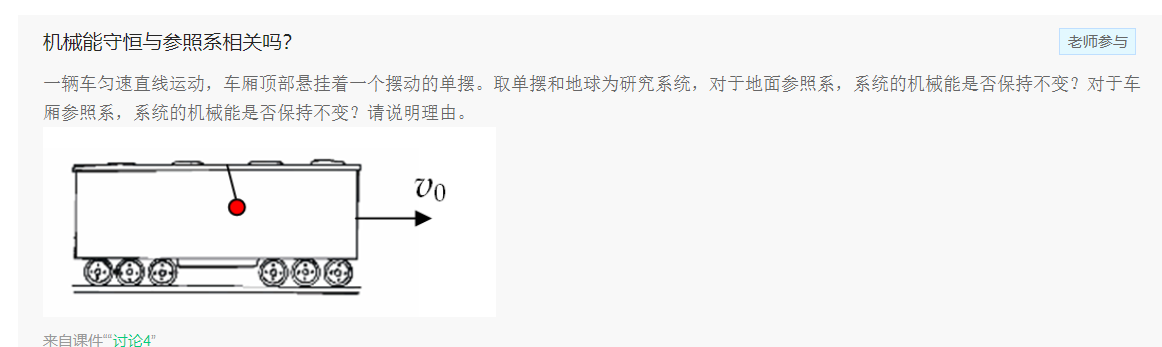 机械能守恒与参照系相关吗？
老师参与
一辆车匀速直线运动，车厢顶部悬挂着一个摆动的单摆。取单摆和地球为研究系统，对于地面参照系，系统的机械能是否保持不变？对于车
厢参照系，系统的机械能是否保持不变？请说明理由。
v0
来自课件“讨论4”